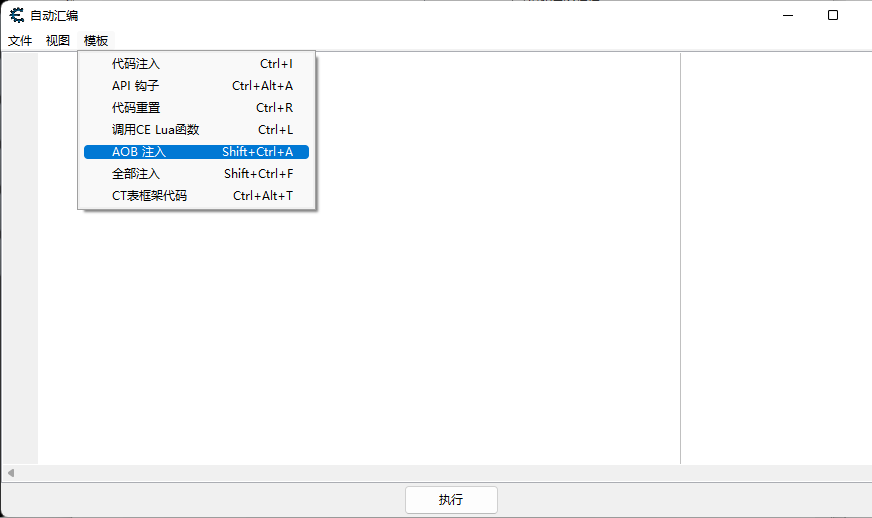 自动汇编
文件 视图 模板
代码注入 Ctrl+I
API 钩子 Ctrl+Alt+A
代码重置 Ctrl+R
调用CE Lua函数 Ctrl+L
AOB 注入 Shift+Ctrl+A
全部注入 Shift+Ctrl+F
CT表框架代码 Ctrl+Alt+T
执行